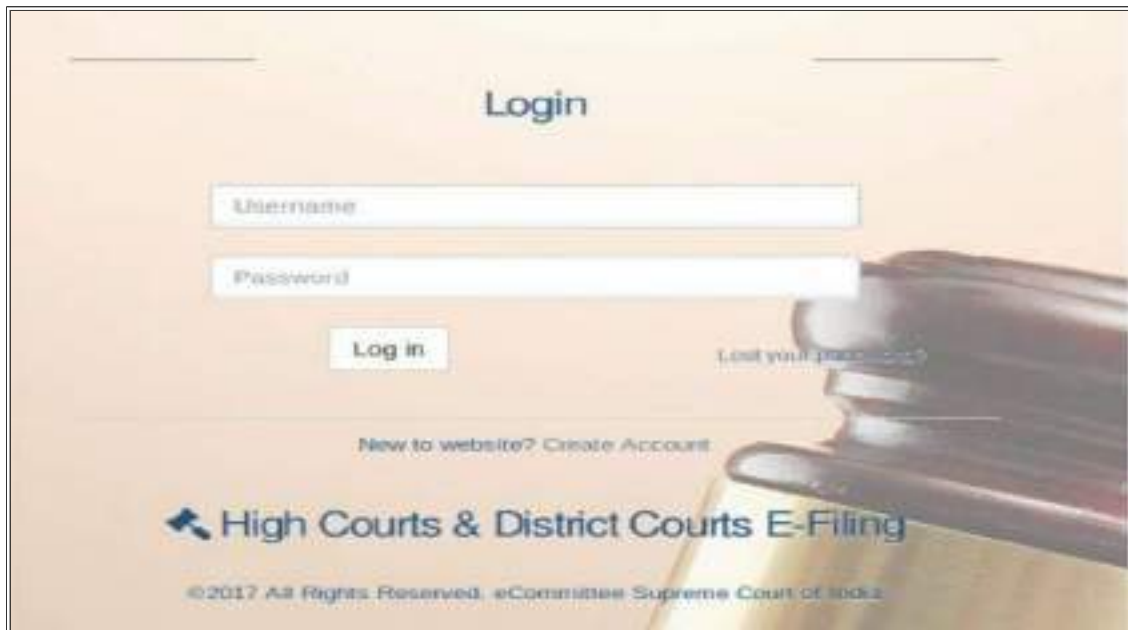 Login
Username
Password
Log in
Lost your password?
New to website? Create Account
High Courts & District Courts E-Filing
©2017 All Rights Reserved. eCommittee Supreme Court of India